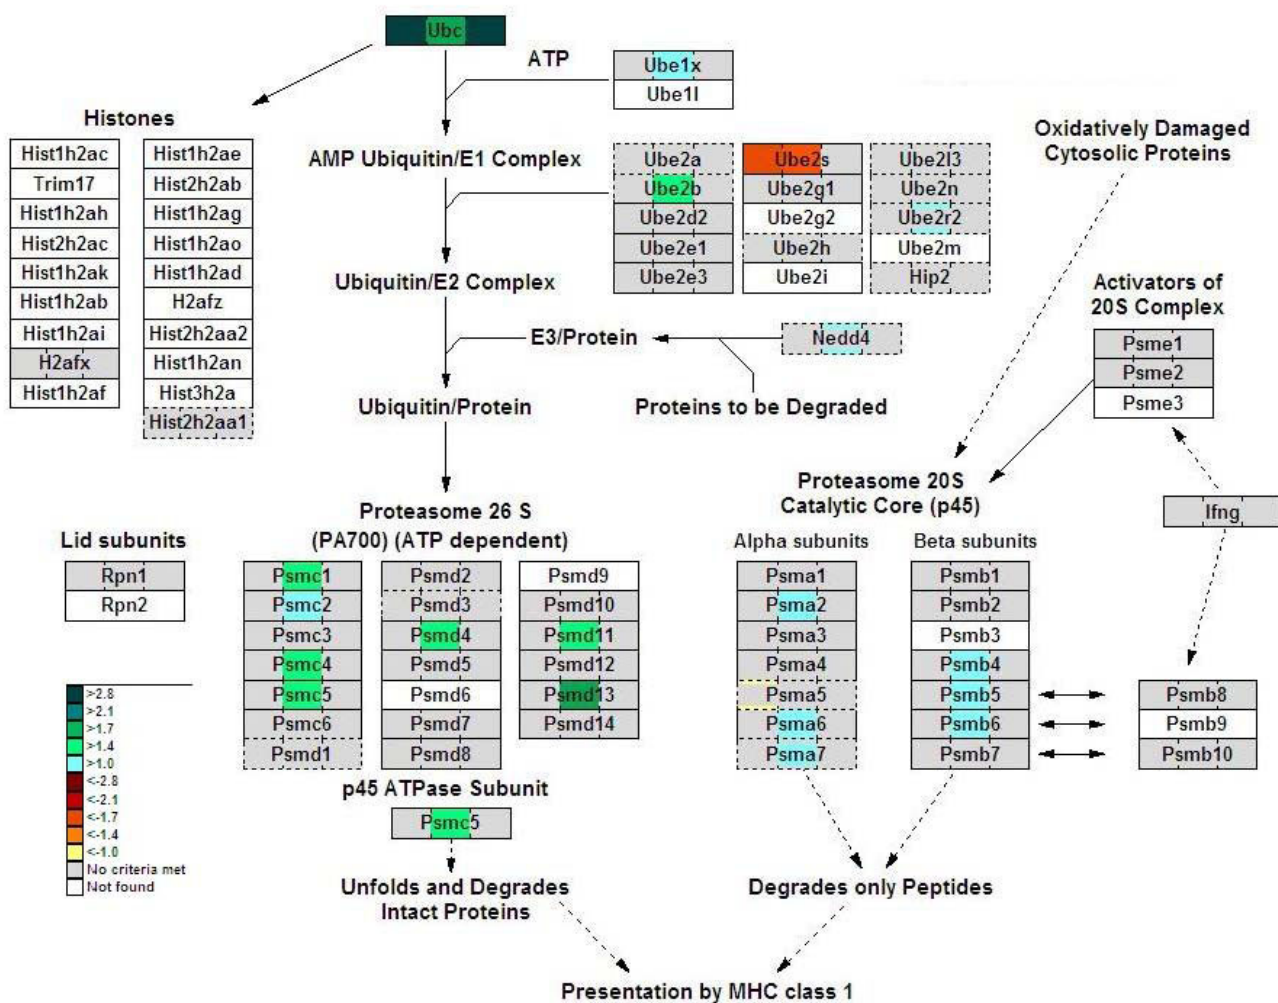 Ubc
ATP
Ube1x
Ube1l
Histones
Hist1h2ac
Trim17
Hist1h2ah
Hist2h2ac
Hist1h2ak
Hist1h2ab
Hist1h2ai
H2afx
Hist1h2af
Hist1h2ae
Hist2h2ab
Hist1h2ag
Hist1h2ao
Hist1h2ad
H2afz
Hist2h2aa2
Hist1h2an
Hist3h2a
Hist2h2aa1
AMP Ubiquitin/E1 Complex
Ube2a
Ube2b
Ube2d2
Ube2e1
Ube2e3
Ube2s
Ube2g1
Ube2g2
Ube2h
Ube2i
Ube2l3
Ube2n
Ube2r2
Ube2m
Hip2
Oxidatively Damaged
Cytosolic Proteins
Ubiquitin/E2 Complex
E3/Protein
Nedd4
Activators of
20S Complex
Psme1
Psme2
Psme3
Ubiquitin/Protein
Proteins to be Degraded
Proteasome 26 S
(PA700) (ATP dependent)
Proteasome 20S
Catalytic Core (p45)
Ifng
Lid subunits
Rpn1
Rpn2
Psmc1
Psmc2
Psmc3
Psmc4
Psmc5
Psmc6
Psmd1
Psmd2
Psmd3
Psmd4
Psmd5
Psmd6
Psmd7
Psmd8
Psmd9
Psmd10
Psmd11
Psmd12
Psmd13
Psmd14
Alpha subunits
Psma1
Psma2
Psma3
Psma4
Psma5
Psma6
Psma7
Beta subunits
Psmb1
Psmb2
Psmb3
Psmb4
Psmb5
Psmb6
Psmb7
Psmb8
Psmb9
Psmb10
>2.8
>2.1
>1.7
>1.4
>1.0
<-2.8
<-2.1
<-1.7
<-1.4
<-1.0
No criteria met
Not found
p45 ATPase Subunit
Psmc5
Unfolds and Degrades
Intact Proteins
Degrades only Peptides
Presentation by MHC class 1